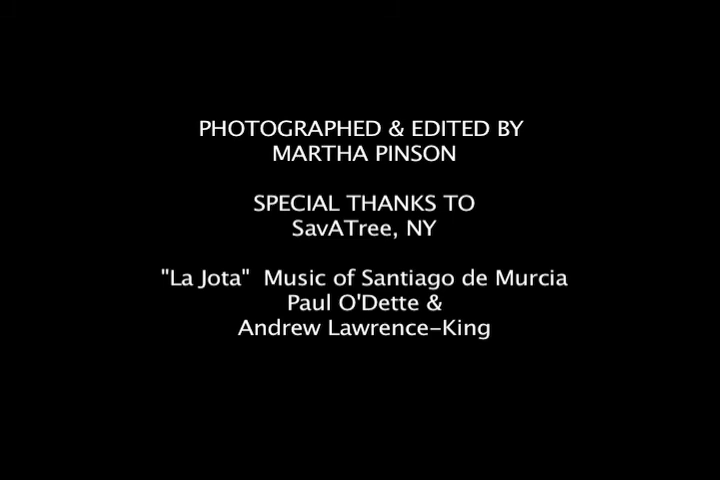 PHOTOGRAPHED & EDITED BY
MARTHA PINSON
SPECIAL THANKS TO
SavATree, NY
"La Jota"  Music of Santiago de Murcia
Paul O'Dette &
Andrew Lawrence-King